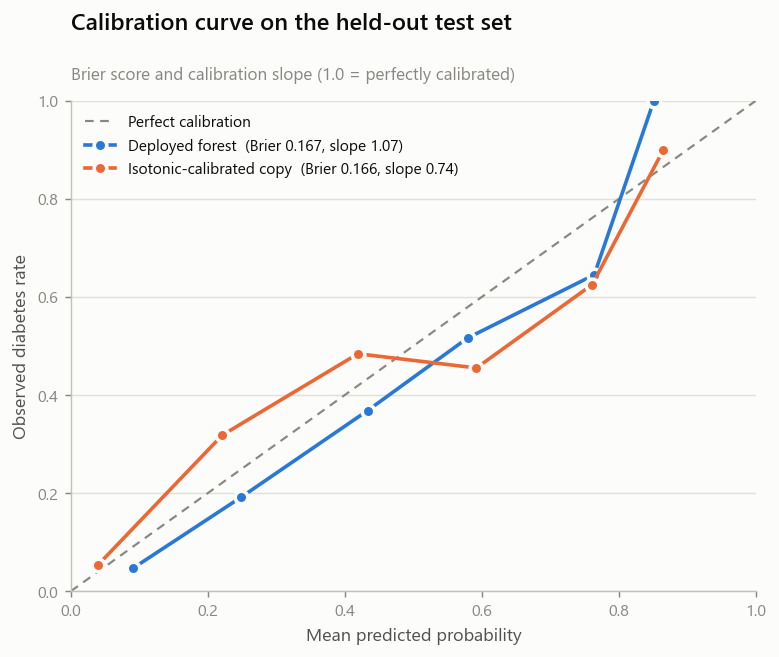 Calibration curve on the held-out test set
Brier score and calibration slope (1.0 = perfectly calibrated)
Perfect calibration
Deployed forest (Brier 0.167, slope 1.07)
Isotonic-calibrated copy (Brier 0.166, slope 0.74)
Observed diabetes rate
1.0
0.8
0.6
0.4
0.2
0.0
0.0 0.2 0.4 0.6 0.8 1.0
Mean predicted probability